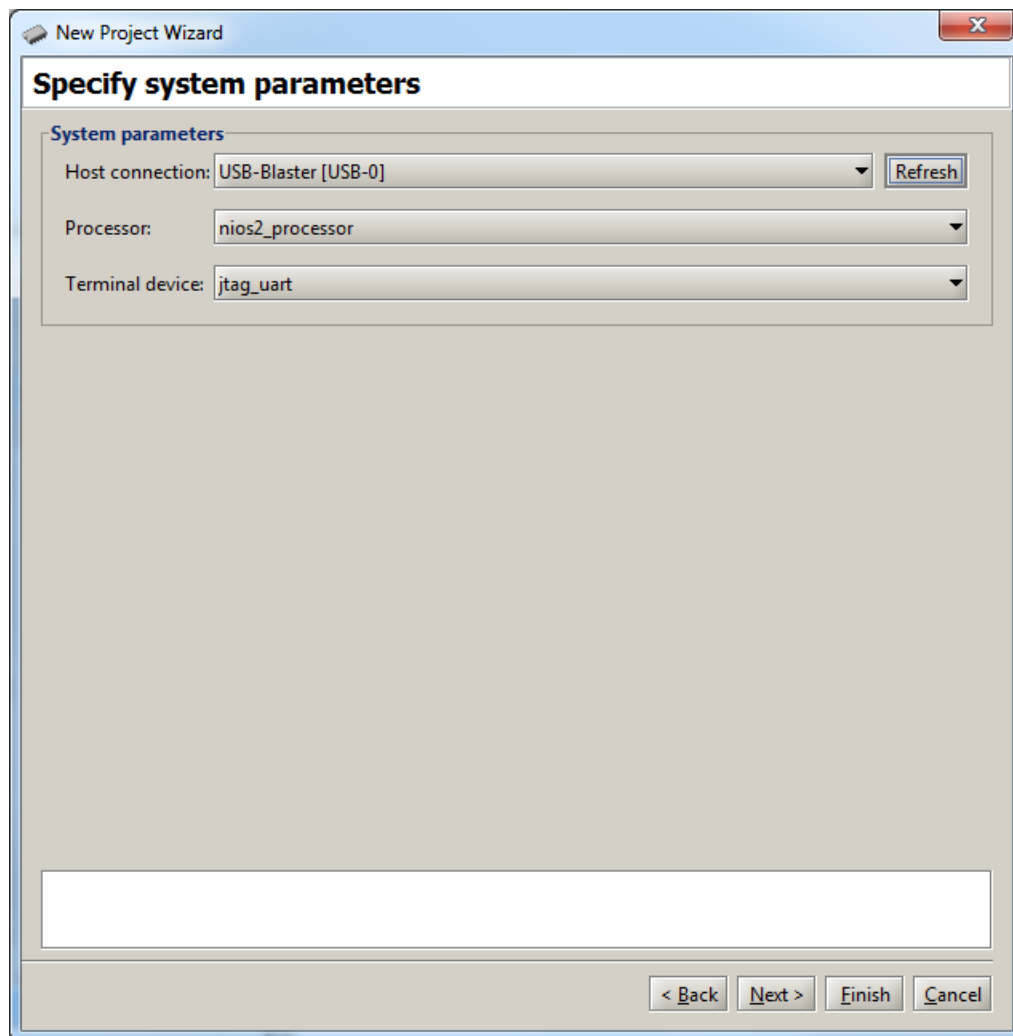 New Project Wizard
Specify system parameters
System parameters
Host connection: USB-Blaster [USB-0] Refresh
Processor: nios2_processor
Terminal device: jtag_uart
< Back Next > Finish Cancel